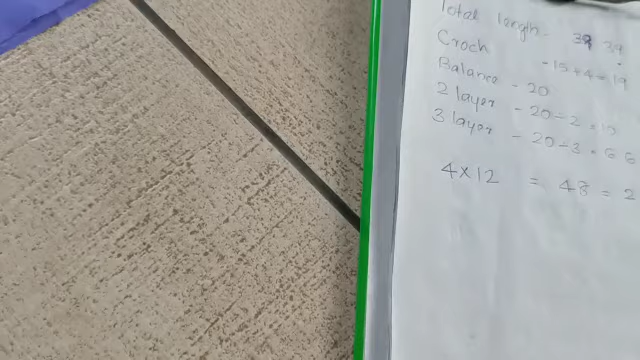 Total length - 39 39
Croch - 15 + 4 = 19
Balance - 20
2 layer - 20 ÷ 2 = 10
3 layer - 20 ÷ 3 = 6 6
4 x 12 = 48 = 2